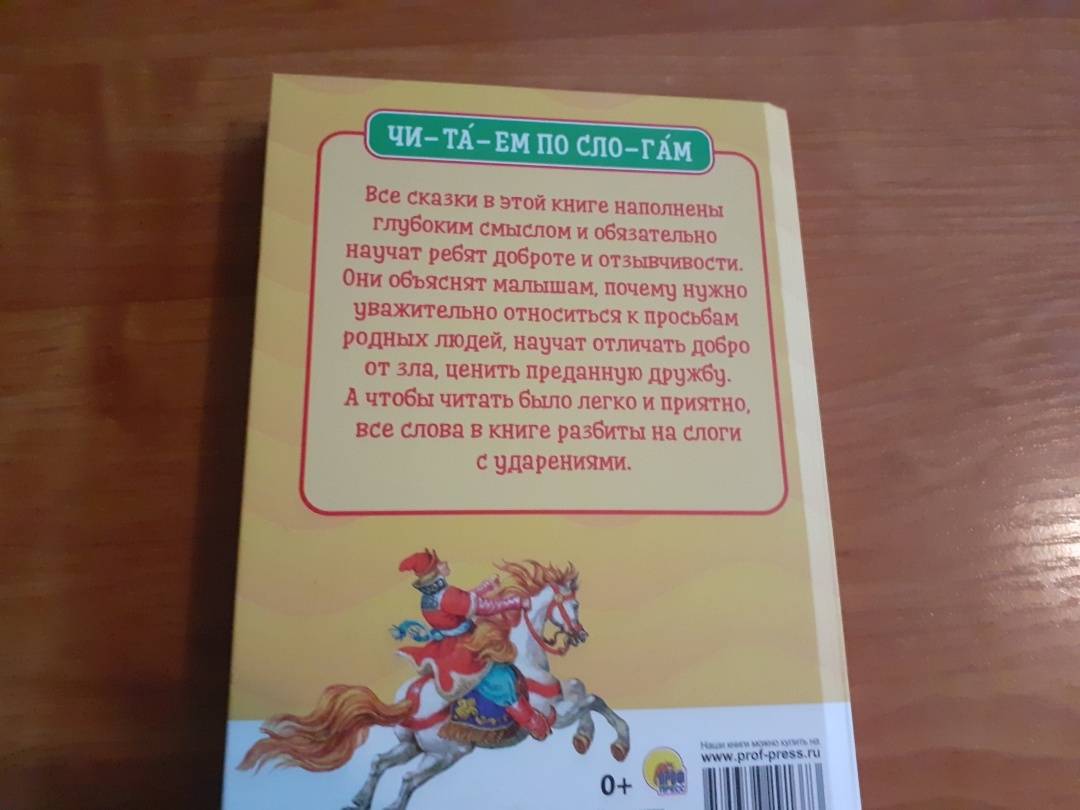 ЧИ-ТА́-ЕМ ПО СЛО-ГА́М
Все сказки в этой книге наполнены
глубоким смыслом и обязательно
научат ребят доброте и отзывчивости.
Они объяснят малышам, почему нужно
уважительно относиться к просьбам
родных людей, научат отличать добро
от зла, ценить преданную дружбу.
А чтобы читать было легко и приятно,
все слова в книге разбиты на слоги
с ударениями.
Наши книги можно купить на
www.prof-press.ru
0+
ПРОФ
ПРЕСС